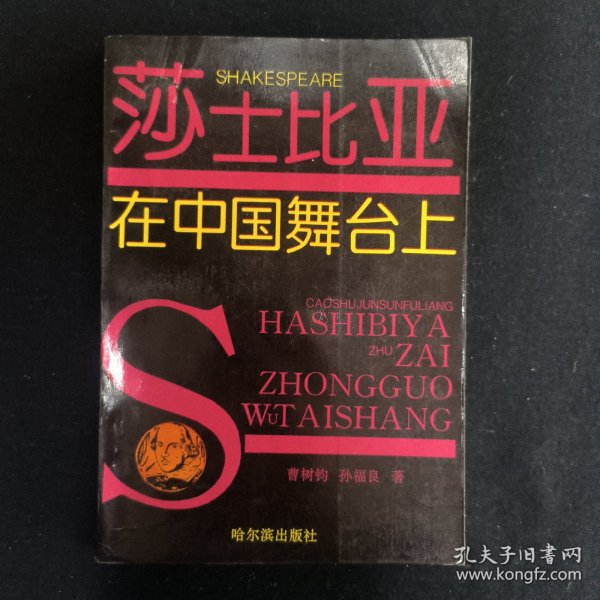 SHAKESPEARE
莎士比亚
在中国舞台上
CAOSHUJUNSUNFULIANG
SHASHIBIYA
ZHU ZAI
ZHONGGUO
WUTAISHANG
曹树钧 孙福良 著
哈尔滨出版社
孔夫子旧书网
www.kongfz.com